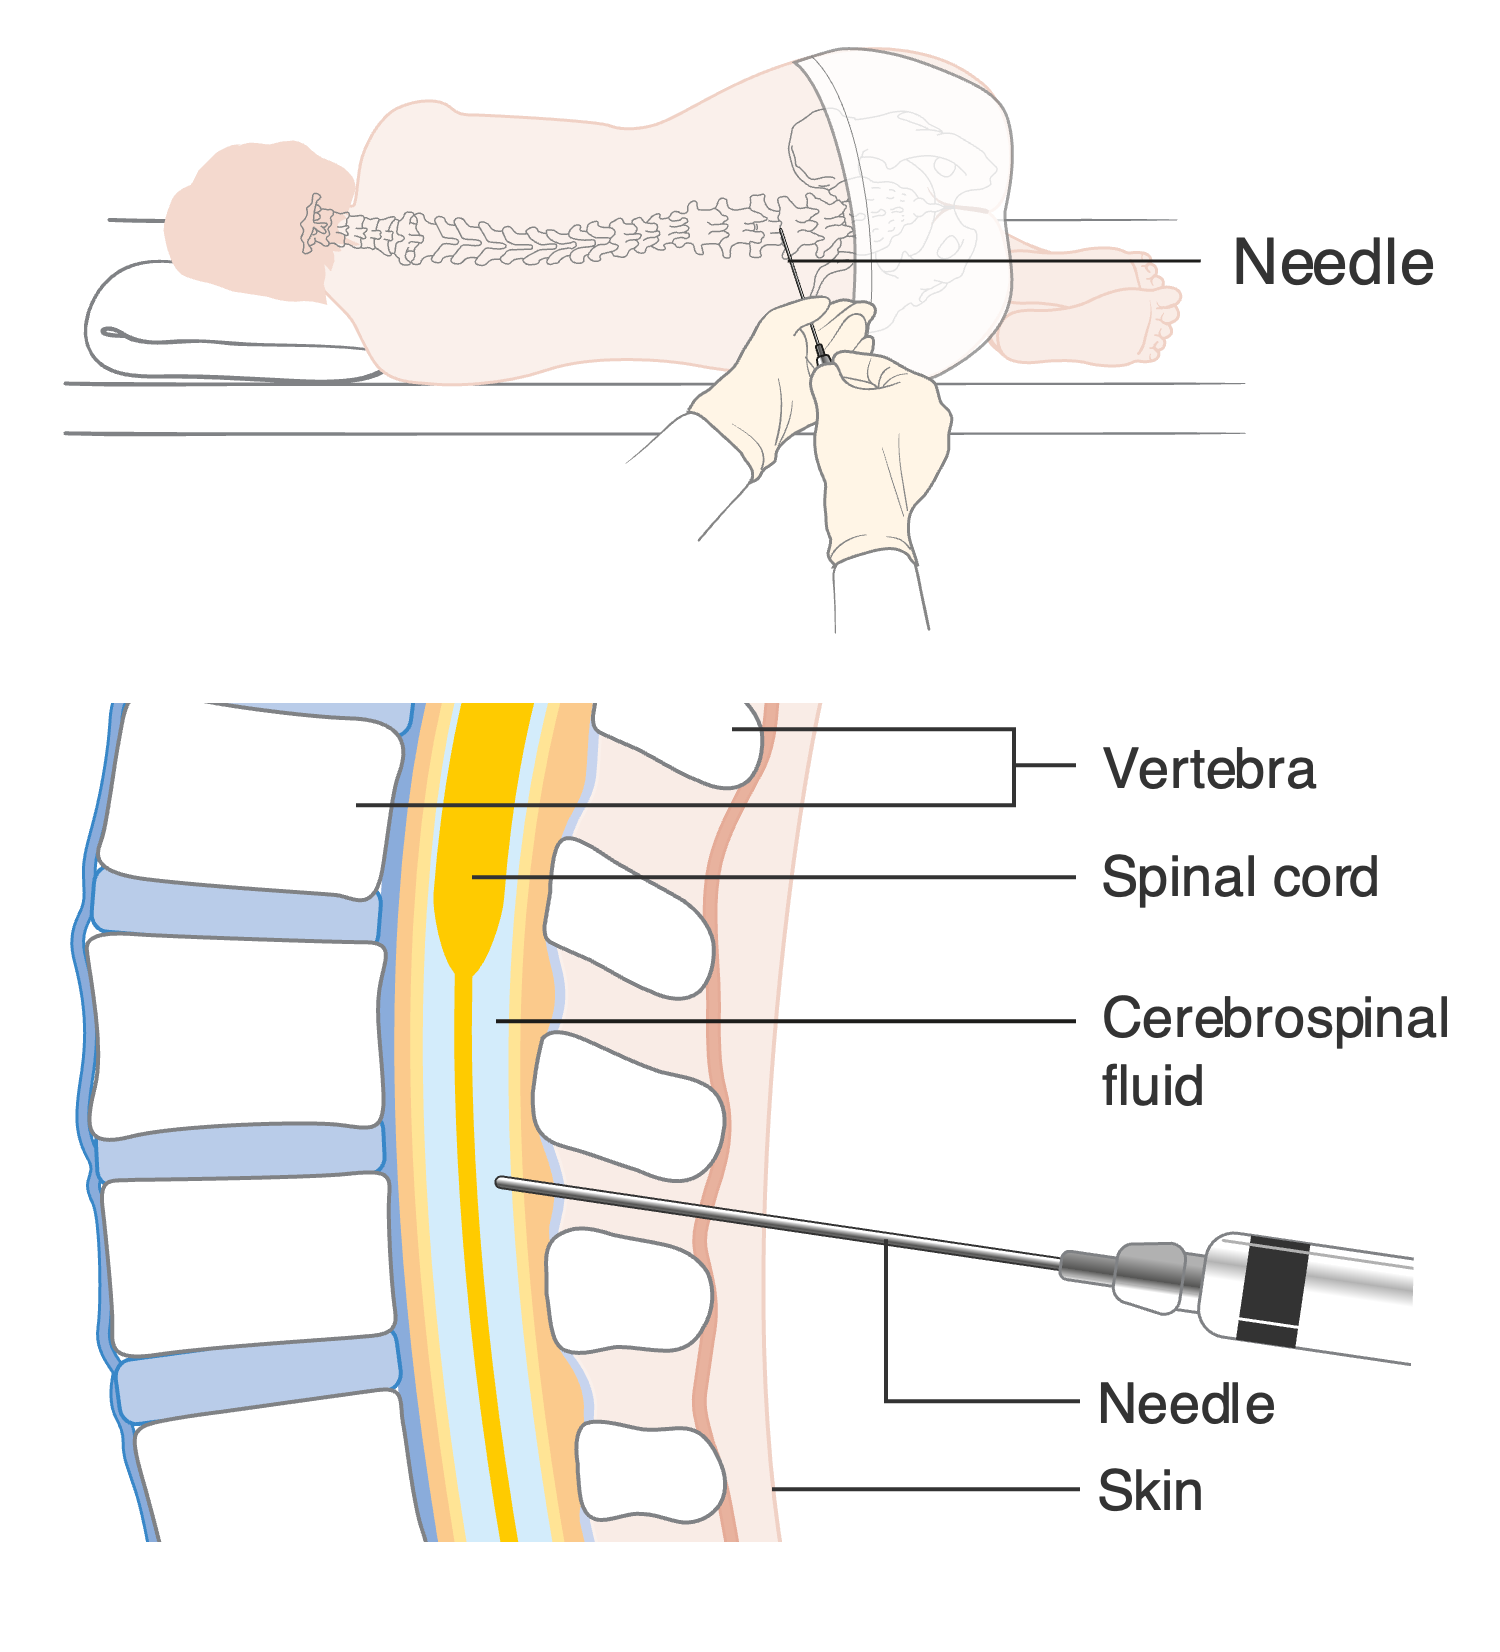 Needle
Vertebra
Spinal cord
Cerebrospinal
fluid
Needle
Skin